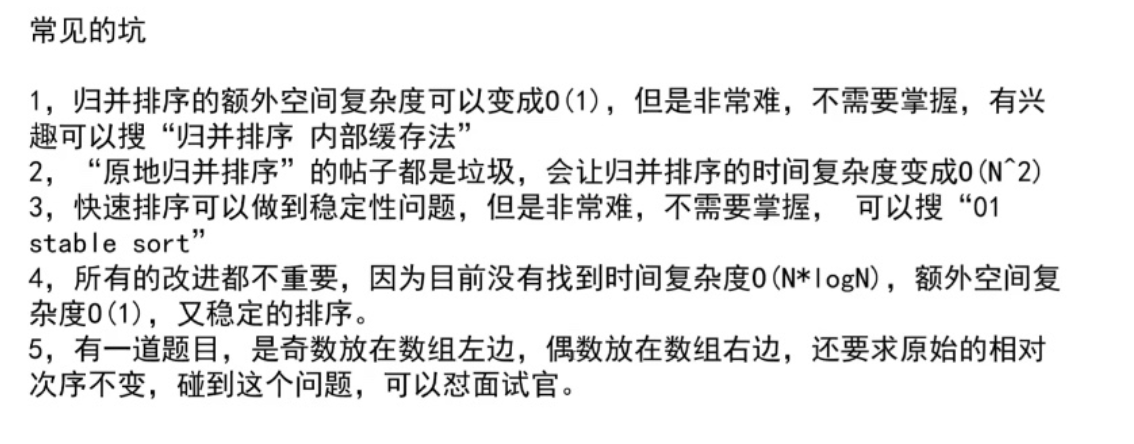 常见的坑
1，归并排序的额外空间复杂度可以变成O(1)，但是非常难，不需要掌握，有兴
趣可以搜“归并排序 内部缓存法”
2，“原地归并排序”的帖子都是垃圾，会让归并排序的时间复杂度变成O(N^2)
3，快速排序可以做到稳定性问题，但是非常难，不需要掌握， 可以搜“01
stable sort”
4，所有的改进都不重要，因为目前没有找到时间复杂度O(N*logN)，额外空间复
杂度O(1)，又稳定的排序。
5，有一道题目，是奇数放在数组左边，偶数放在数组右边，还要求原始的相对
次序不变，碰到这个问题，可以怼面试官。